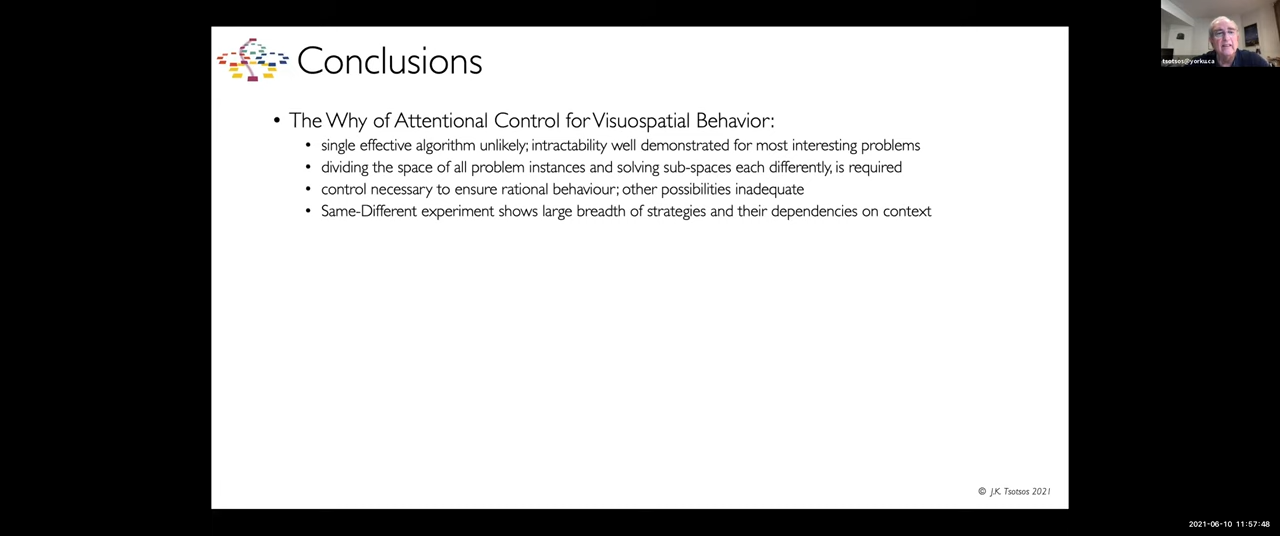 Conclusions
tsotsos@yorku.ca
• The Why of Attentional Control for Visuospatial Behavior:
• single effective algorithm unlikely; intractability well demonstrated for most interesting problems
• dividing the space of all problem instances and solving sub-spaces each differently, is required
• control necessary to ensure rational behaviour; other possibilities inadequate
• Same-Different experiment shows large breadth of strategies and their dependencies on context
© J.K. Tsotsos 2021
2021-06-10 11:57:48